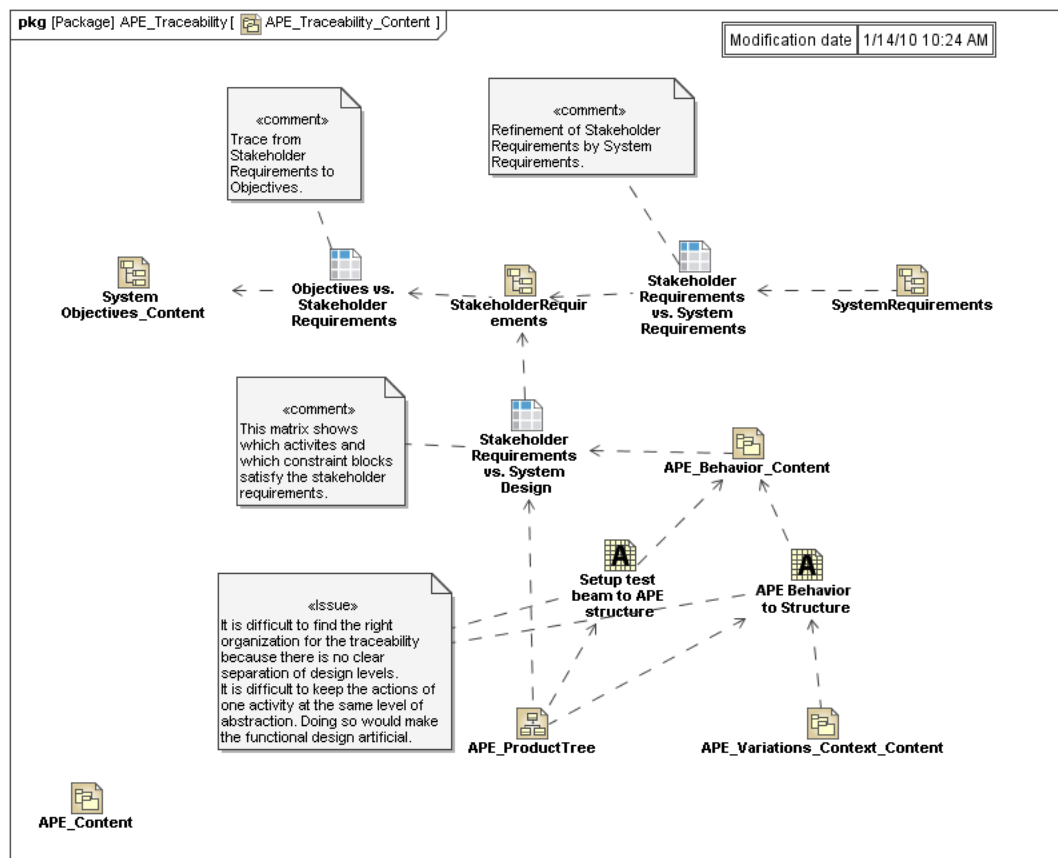 pkg [Package] APE_Traceability [ APE_Traceability_Content ]
Modification date 1/14/10 10:24 AM
«comment»
Trace from
Stakeholder
Requirements to
Objectives.
«comment»
Refinement of Stakeholder
Requirements by System
Requirements.
System
Objectives_Content
Objectives vs.
Stakeholder
Requirements
StakeholderRequir
ements
Stakeholder
Requirements
vs. System
Requirements
SystemRequirements
«comment»
This matrix shows
which activites and
which constraint blocks
satisfy the stakeholder
requirements.
Stakeholder
Requirements
vs. System
Design
APE_Behavior_Content
A
Setup test
beam to APE
structure
A
APE Behavior
to Structure
«Issue»
It is difficult to find the right
organization for the traceability
because there is no clear
separation of design levels.
It is difficult to keep the actions of
one activity at the same level of
abstraction. Doing so would make
the functional design artificial.
APE_ProductTree
APE_Variations_Context_Content
APE_Content